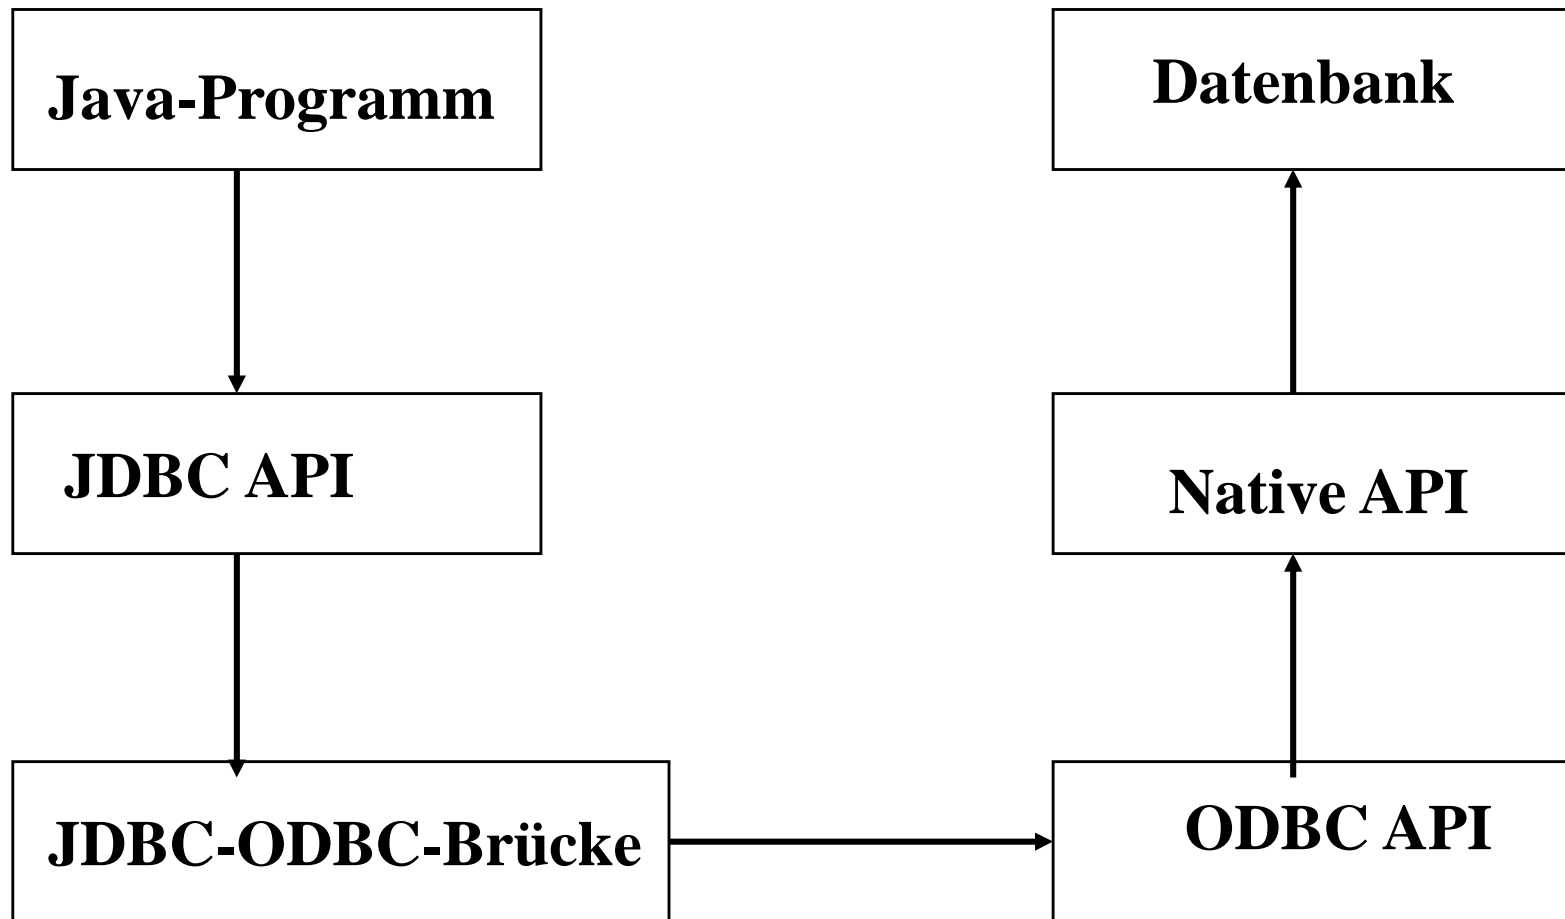 Java-Programm
Datenbank
JDBC API
Native API
JDBC-ODBC-Brücke
ODBC API